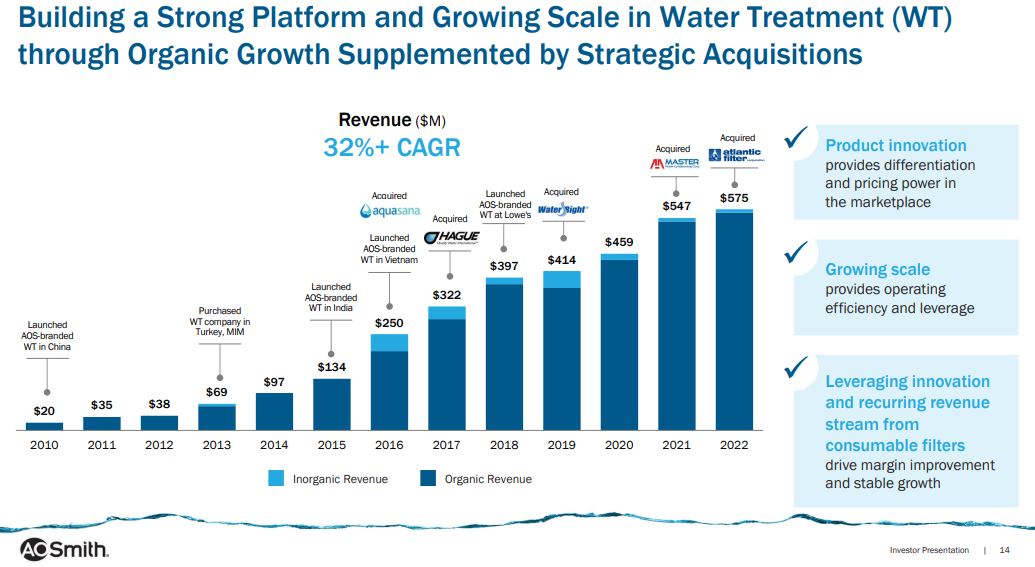 Building a Strong Platform and Growing Scale in Water Treatment (WT)
through Organic Growth Supplemented by Strategic Acquisitions
Revenue ($M)
32%+ CAGR
Launched
AOS-branded
WT in China
$20
$35
$38
Purchased
WT company in
Turkey, MIM
$69
$97
Launched
AOS-branded
WT in India
$134
Acquired
aquasana
Launched
AOS-branded
WT in Vietnam
$250
Acquired
HAGUE
$322
Launched
AOS-branded
WT at Lowe's
$397
Acquired
WaterRight
$414
$459
Acquired
MASTER
$547
Acquired
atlantic
filter
$575
2010
2011
2012
2013
2014
2015
2016
2017
2018
2019
2020
2021
2022
Inorganic Revenue
Organic Revenue
Product innovation
provides differentiation
and pricing power in
the marketplace
Growing scale
provides operating
efficiency and leverage
Leveraging innovation
and recurring revenue
stream from
consumable filters
drive margin improvement
and stable growth
AO Smith.
Investor Presentation | 14